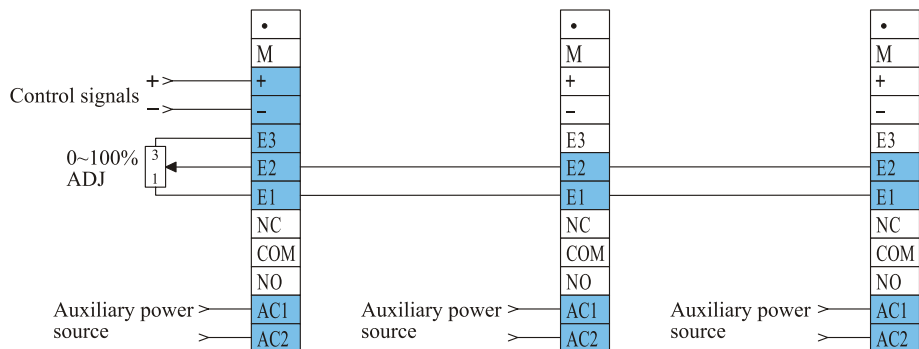 •
M
+
−
E3
E2
E1
NC
COM
NO
AC1
AC2
Control signals
+
−
0~100%
ADJ
3
1
Auxiliary power
source
•
M
+
−
E3
E2
E1
NC
COM
NO
AC1
AC2
Auxiliary power
source
•
M
+
−
E3
E2
E1
NC
COM
NO
AC1
AC2
Auxiliary power
source